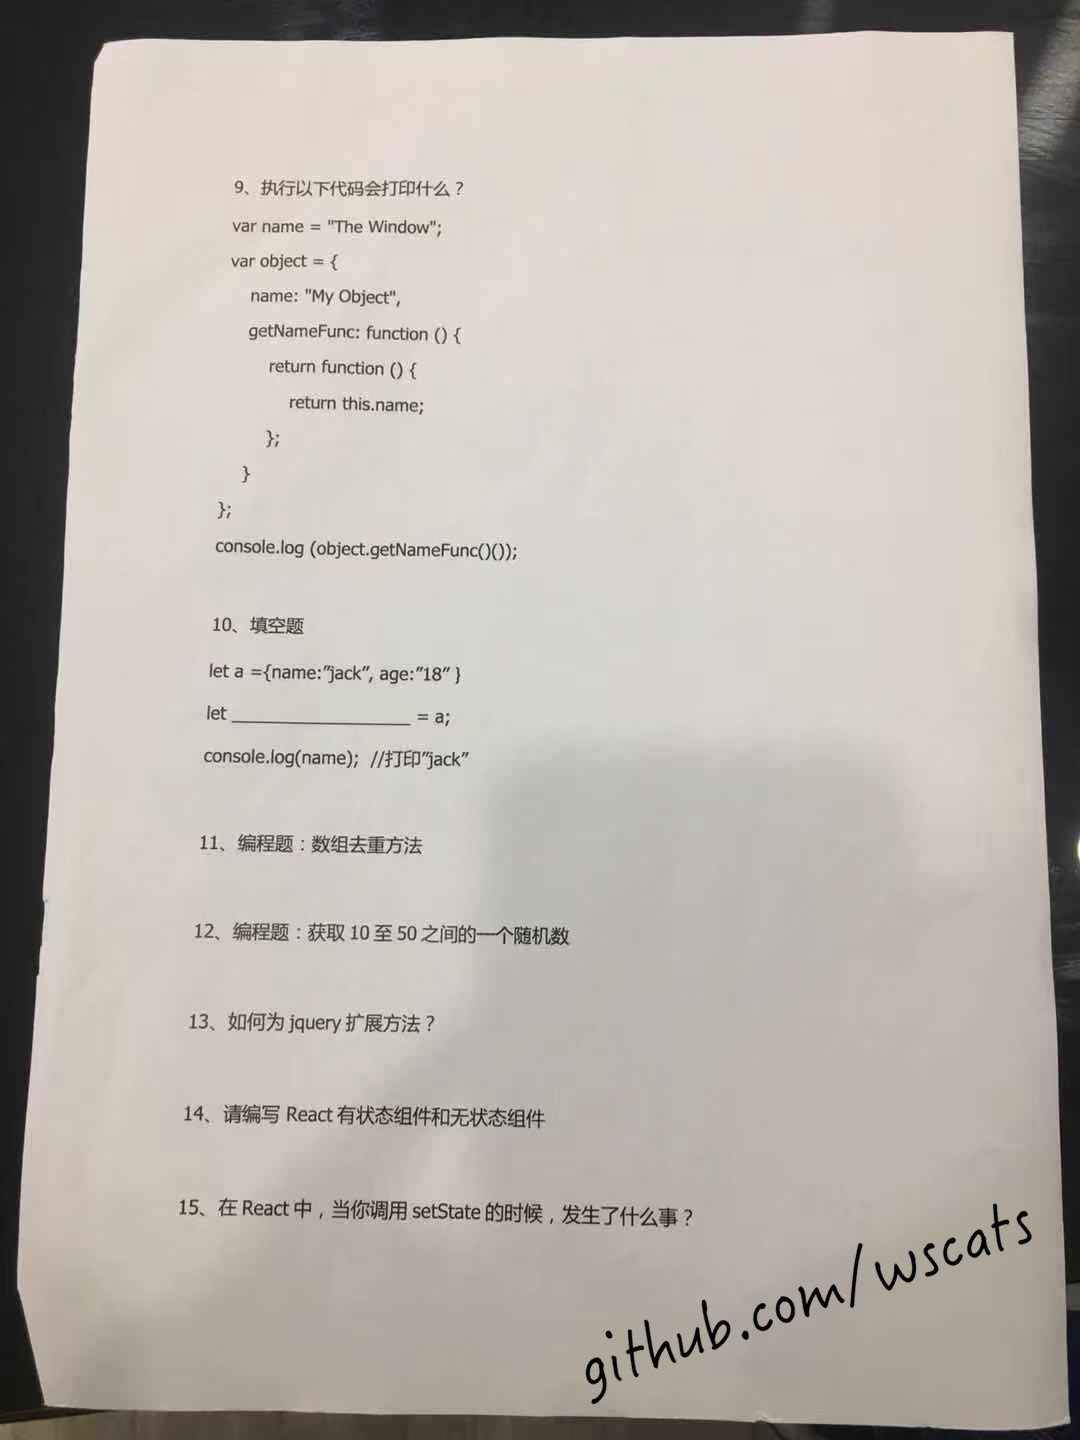 9、执行以下代码会打印什么？
var name = "The Window";
var object = {
name: "My Object",
getNameFunc: function () {
return function () {
return this.name;
};
}
};
console.log (object.getNameFunc()());
10、填空题
let a ={name:”jack”, age:”18” }
let __________________ = a;
console.log(name);  //打印”jack”
11、编程题：数组去重方法
12、编程题：获取 10 至 50 之间的一个随机数
13、如何为 jquery 扩展方法？
14、请编写 React 有状态组件和无状态组件
15、在 React 中，当你调用 setState 的时候，发生了什么事？
github.com/wscats